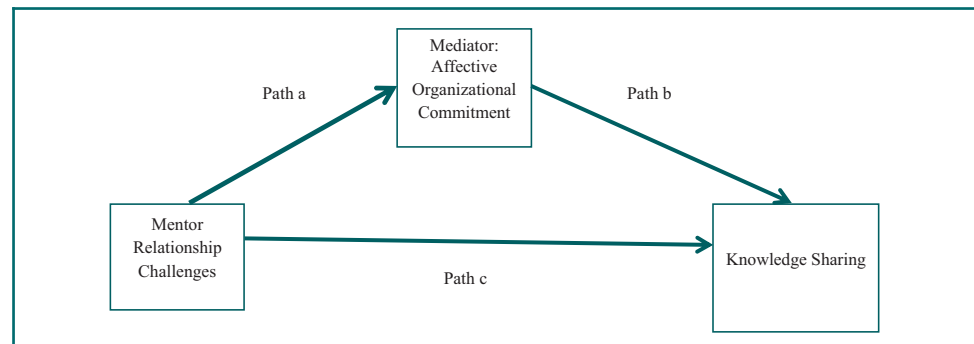 Mediator:
Affective
Organizational
Commitment
Path a
Path b
Mentor
Relationship
Challenges
Knowledge Sharing
Path c